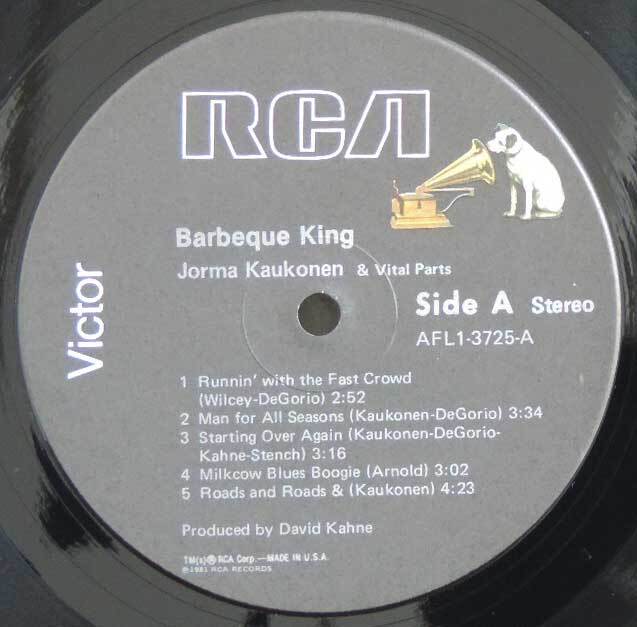 RCA
Victor
Barbeque King
Jorma Kaukonen & Vital Parts
Side A Stereo
AFL1-3725-A
1 Runnin' with the Fast Crowd
(Wilcey-DeGorio) 2:52
2 Man for All Seasons (Kaukonen-DeGorio) 3:34
3 Starting Over Again (Kaukonen-DeGorio-
Kahne-Stench) 3:16
4 Milkcow Blues Boogie (Arnold) 3:02
5 Roads and Roads & (Kaukonen) 4:23
Produced by David Kahne
TM(s)® RCA Corp.—MADE IN U.S.A.
℗1981 RCA RECORDS